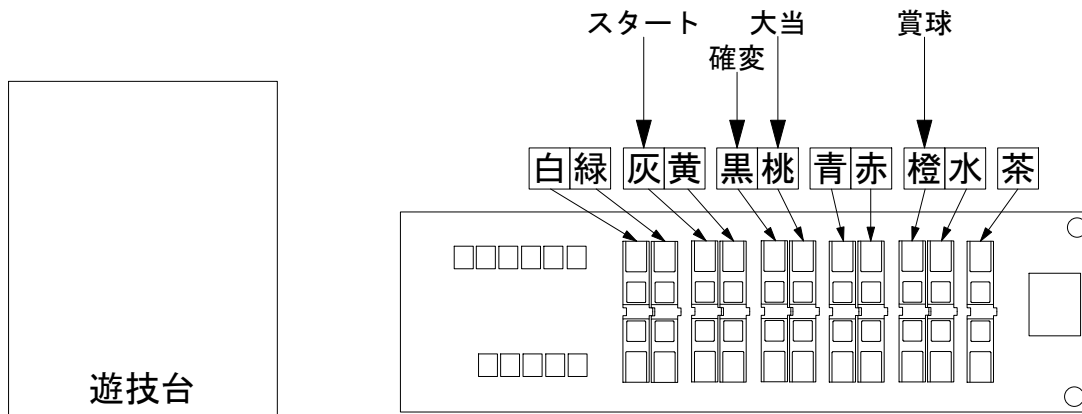 スタート 大当 賞球
確変
白 緑 灰 黄 黒 桃 青 赤 橙 水 茶
遊技台